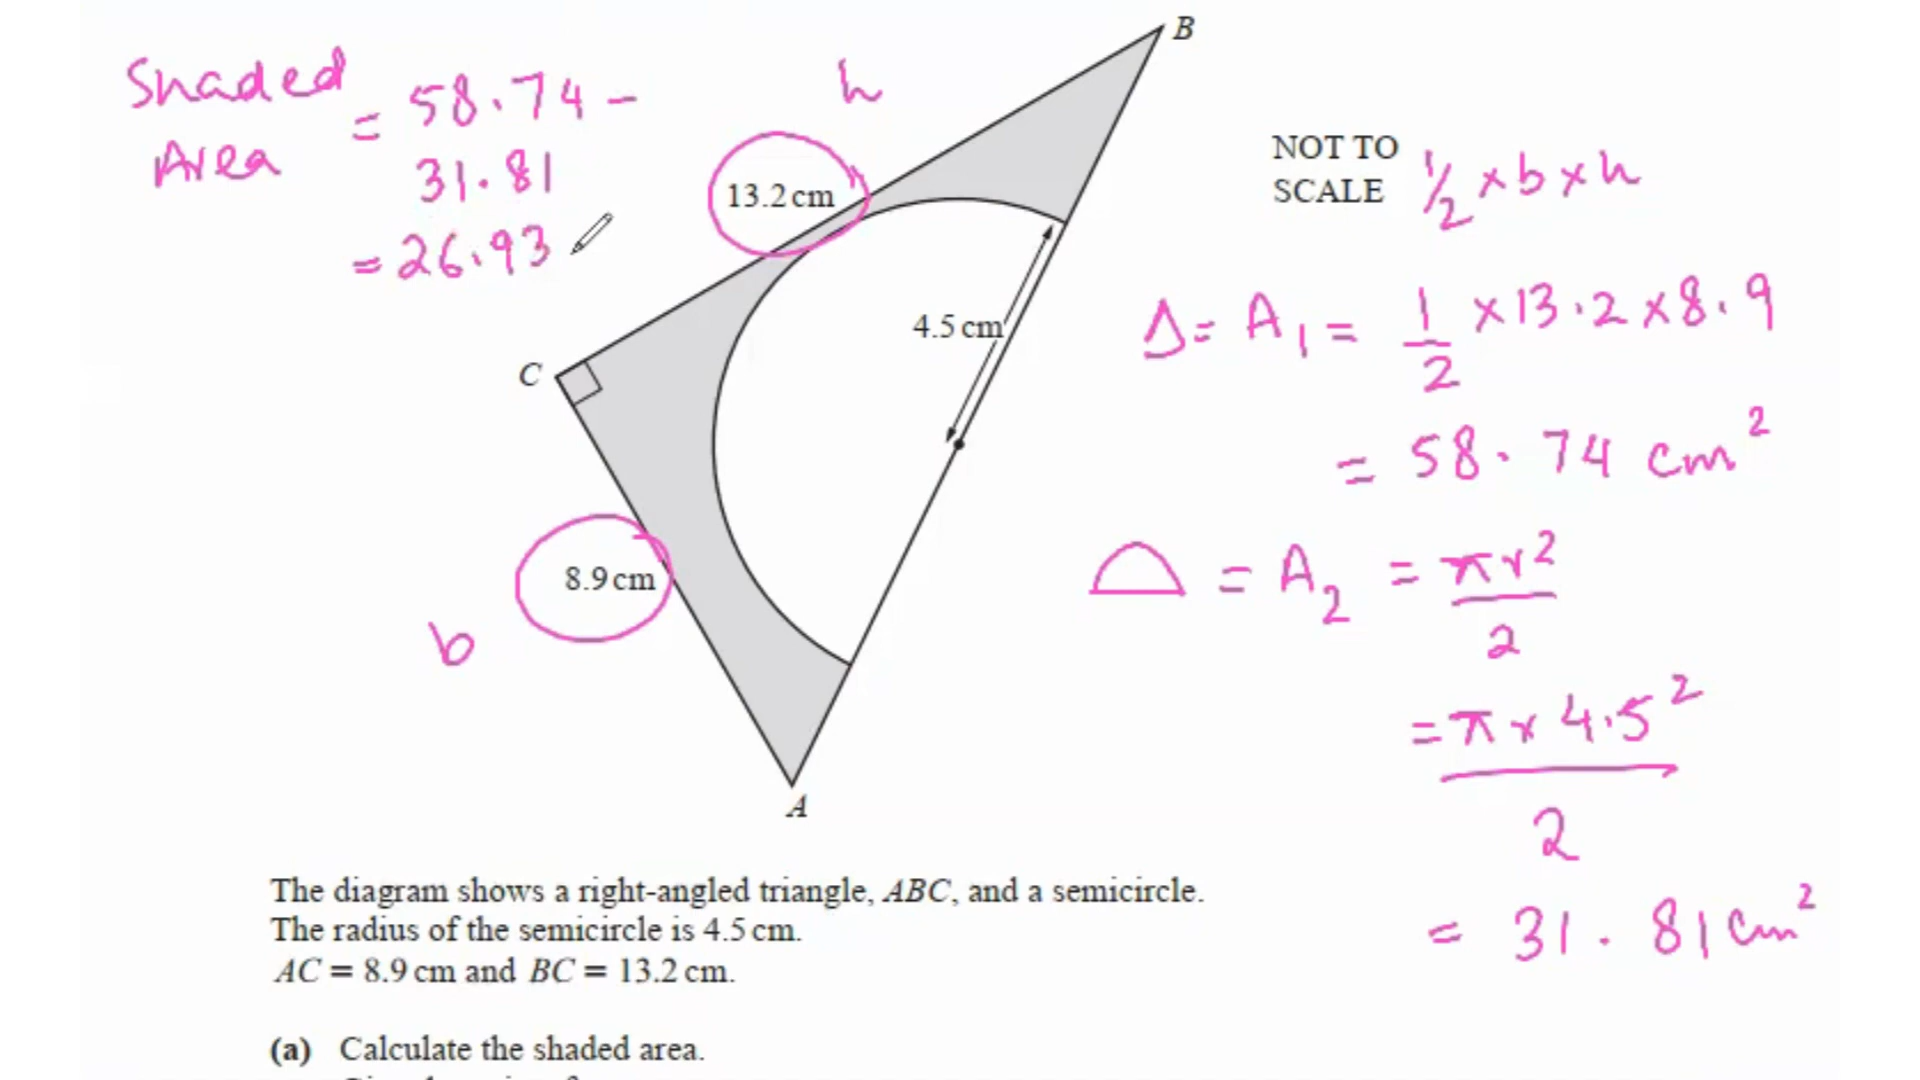 Shaded
Area
= 58.74 -
31.81
= 26.93
h
B
13.2 cm
NOT TO
SCALE
1/2 × b × h
4.5 cm
Δ = A₁ = 1/2 × 13.2 × 8.9
= 58.74 cm²
C
8.9 cm
b
= A₂ = πr²/2
= π × 4.5²/2
= 31.81 cm²
A
The diagram shows a right-angled triangle, ABC, and a semicircle.
The radius of the semicircle is 4.5 cm.
AC = 8.9 cm and BC = 13.2 cm.
(a) Calculate the shaded area.